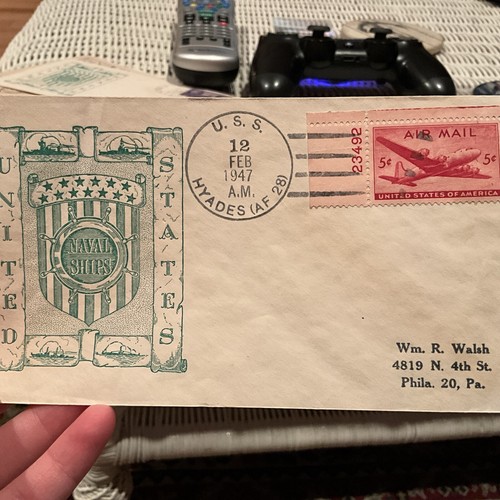 UNITED
STATES
NAVAL
SHIPS
U. S. S.
12
FEB
1947
A.M.
HYADES (AF 28)
23492
AIR MAIL
5¢ 5¢
UNITED STATES OF AMERICA
Wm. R. Walsh
4819 N. 4th St.
Phila. 20, Pa.